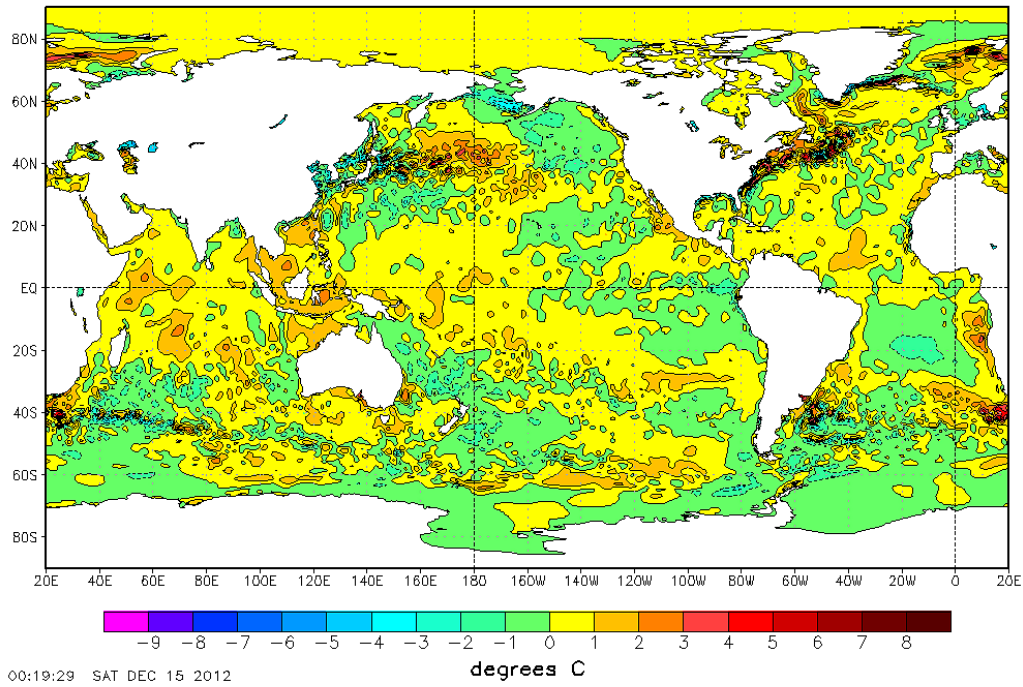 80N
60N
40N
20N
EQ
20S
40S
60S
80S
20E 40E 60E 80E 100E 120E 140E 160E 180 160W 140W 120W 100W 80W 60W 40W 20W 0 20E
-9 -8 -7 -6 -5 -4 -3 -2 -1 0 1 2 3 4 5 6 7 8
degrees C
00:19:29 SAT DEC 15 2012